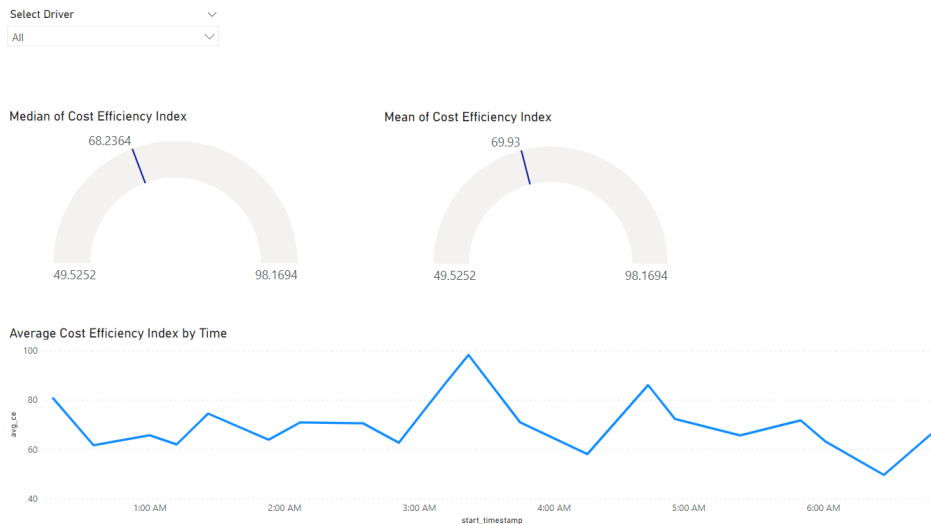 Select Driver
All
Median of Cost Efficiency Index
68.2364
49.5252
98.1694
Mean of Cost Efficiency Index
69.93
49.5252
98.1694
Average Cost Efficiency Index by Time
100
80
60
40
avg_ce
1:00 AM
2:00 AM
3:00 AM
4:00 AM
5:00 AM
6:00 AM
start_timestamp